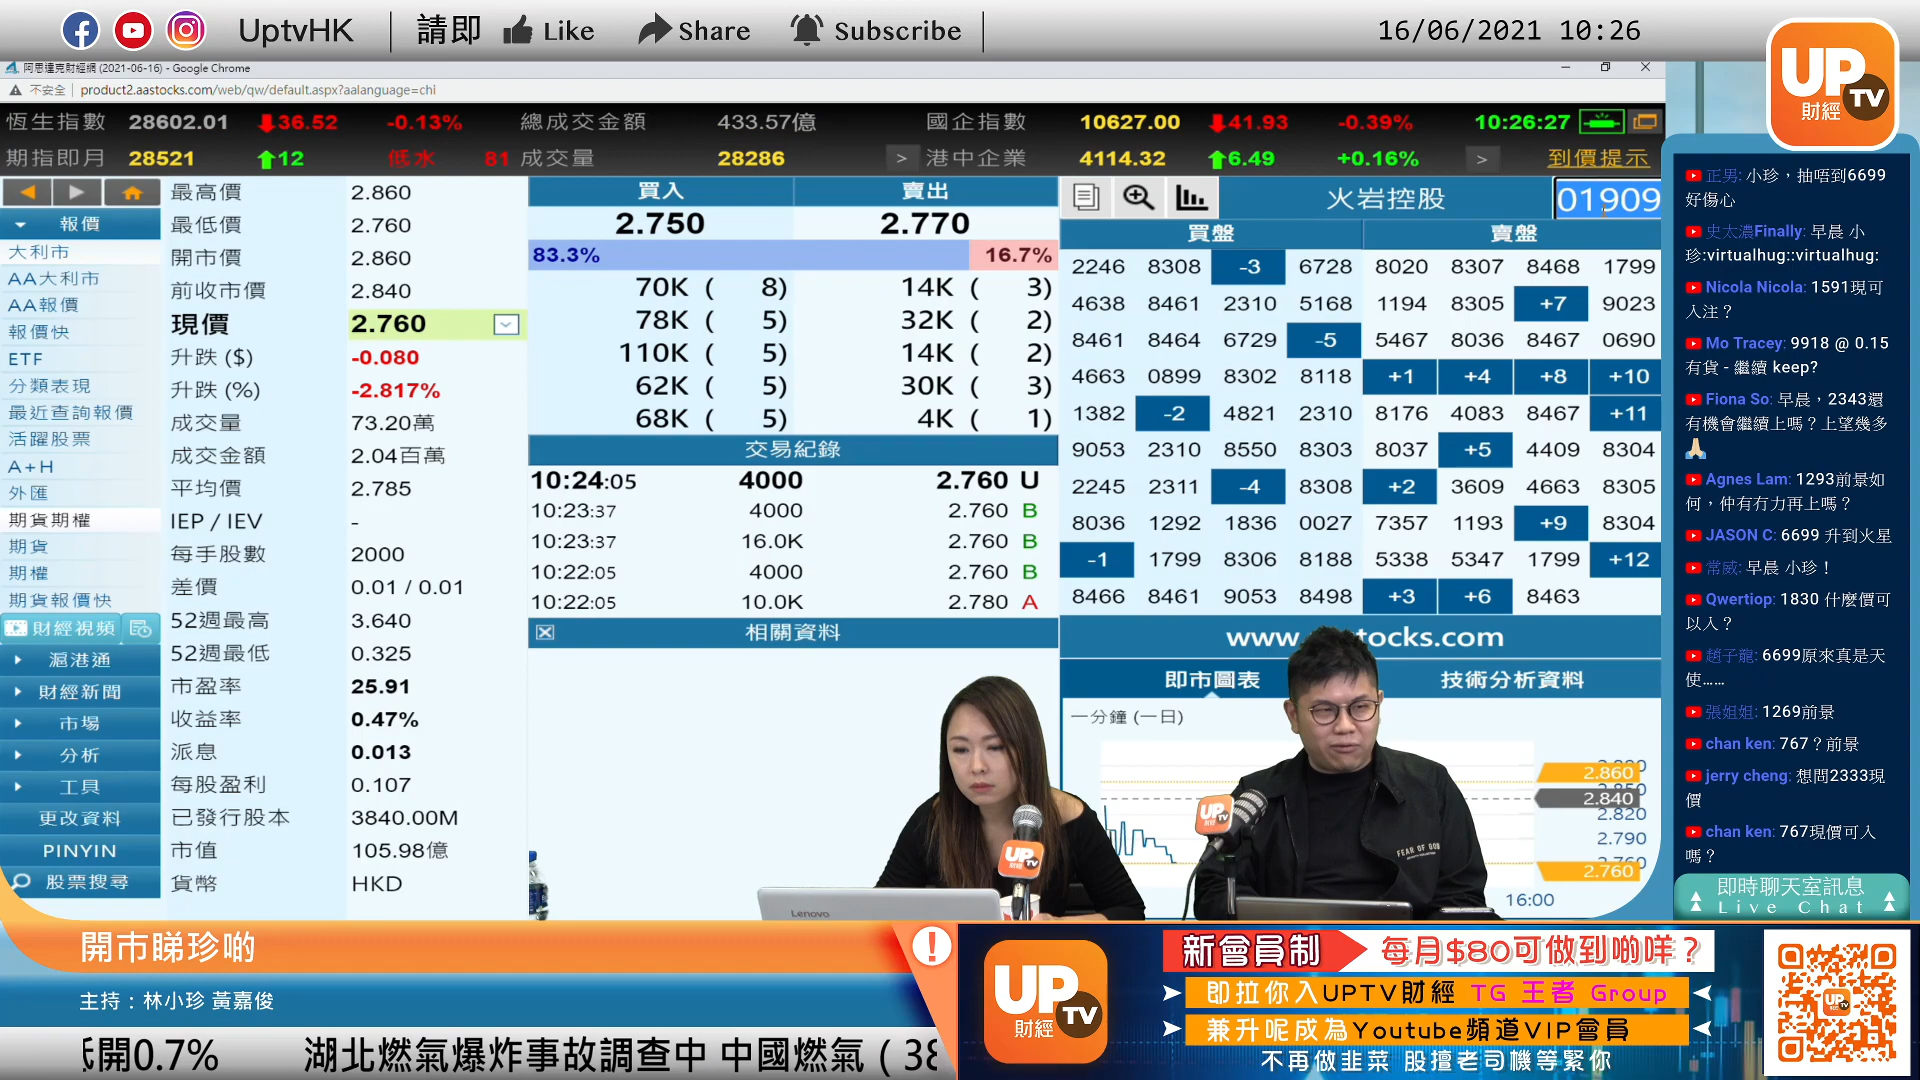 UptvHK
請即
Like
Share
Subscribe
16/06/2021 10:26
UP TV 財經
阿思達克財經網 (2021-06-16) - Google Chrome
不安全 | product2.aastocks.com/web/qw/default.aspx?aalanguage=chi
恆生指數 28602.01 36.52 -0.13% 總成交金額 433.57億 國企指數 10627.00 41.93 -0.39% 10:26:27
期指即月 28521 12 低水 81 成交量 28286 > 港中企業 4114.32 6.49 +0.16% > 到價提示
報價
大利市
AA大利市
AA報價
報價快
ETF
分類表現
最近查詢報價
活躍股票
A+H
外匯
期貨期權
期貨
期權
期貨報價快
財經視頻
滬港通
財經新聞
市場
分析
工具
更改資料
PINYIN
股票搜尋
最高價 2.860
最低價 2.760
開市價 2.860
前收市價 2.840
現價 2.760
升跌 ($) -0.080
升跌 (%) -2.817%
成交量 73.20萬
成交金額 2.04百萬
平均價 2.785
IEP / IEV -
每手股數 2000
差價 0.01 / 0.01
52週最高 3.640
52週最低 0.325
市盈率 25.91
收益率 0.47%
派息 0.013
每股盈利 0.107
已發行股本 3840.00M
市值 105.98億
貨幣 HKD
買入 賣出
2.750 2.770
83.3% 16.7%
70K ( 8) 14K ( 3)
78K ( 5) 32K ( 2)
110K ( 5) 14K ( 2)
62K ( 5) 30K ( 3)
68K ( 5) 4K ( 1)
交易紀錄
10:24:05 4000 2.760 U
10:23:37 4000 2.760 B
10:23:37 16.0K 2.760 B
10:22:05 4000 2.760 B
10:22:05 10.0K 2.780 A
相關資料
火岩控股 01909
買盤 賣盤
2246 8308 -3 6728 8020 8307 8468 1799
4638 8461 2310 5168 1194 8305 +7 9023
8461 8464 6729 -5 5467 8036 8467 0690
4663 0899 8302 8118 +1 +4 +8 +10
1382 -2 4821 2310 8176 4083 8467 +11
9053 2310 8550 8303 8037 +5 4409 8304
2245 2311 -4 8308 +2 3609 4663 8305
8036 1292 1836 0027 7357 1193 +9 8304
-1 1799 8306 8188 5338 5347 1799 +12
8466 8461 9053 8498 +3 +6 8463
www. tocks.com
即市圖表 技術分析資料
一分鐘 (一日)
2.860
2.840
2.820
2.790
2.760
16:00
Lenovo
UP TV
UP
FEAR OF GOD
正男: 小珍，抽唔到6699
好傷心
史太濃Finally: 早晨 小
珍:virtualhug::virtualhug:
Nicola Nicola: 1591現可
人注？
Mo Tracey: 9918 @ 0.15
有貨 - 繼續 keep?
Fiona So: 早晨，2343還
有機會繼續上嗎？上望幾多
Agnes Lam: 1293前景如
何，仲有冇力再上嗎？
JASON C: 6699 升到火星
常威: 早晨 小珍！
Qwertiop: 1830 什麼價可
以人？
趙子龍: 6699原來真是天
使......
張姐姐: 1269前景
chan ken: 767？前景
jerry cheng: 想問2333現
價
chan ken: 767現價可人
嗎？
即時聊天室訊息
Live Chat
開市睇珍啲
主持：林小珍 黃嘉俊
低開0.7% 湖北燃氣爆炸事故調查中 中國燃氣 ( 38
UP TV 財經
新會員制 每月$80可做到啲咩？
即拉你入UPTV財經 TG 王者 Group
兼升呢成為Youtube頻道VIP會員
不再做韭菜 股擅老司機等緊你
UP TV